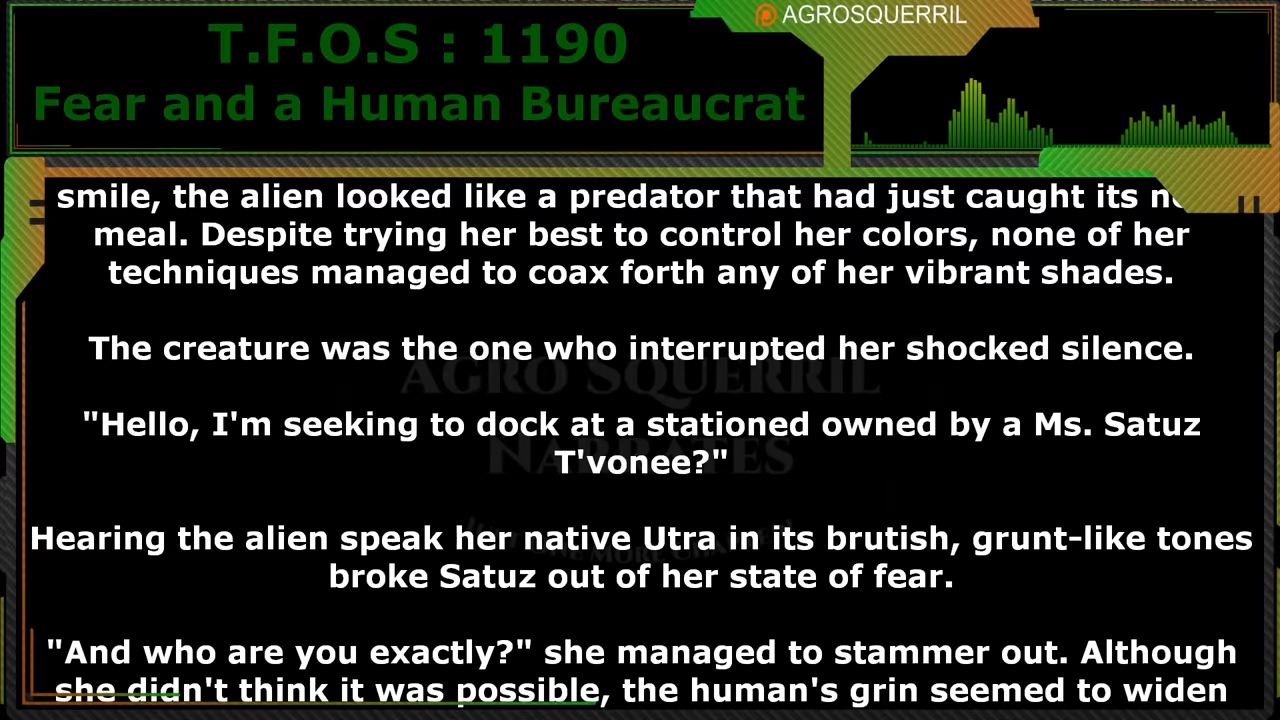 AGROSQUERRIL
T.F.O.S : 1190
Fear and a Human Bureaucrat
smile, the alien looked like a predator that had just caught its
meal. Despite trying her best to control her colors, none of her
techniques managed to coax forth any of her vibrant shades.
The creature was the one who interrupted her shocked silence.
AGRO SQUERRIL
"Hello, I'm seeking to dock at a stationed owned by a Ms. Satuz
T'vonee?"
NARRATES
Hearing the alien speak her native Utra in its brutish, grunt-like tones
broke Satuz out of her state of fear.
"And who are you exactly?" she managed to stammer out. Although
she didn't think it was possible, the human's grin seemed to widen